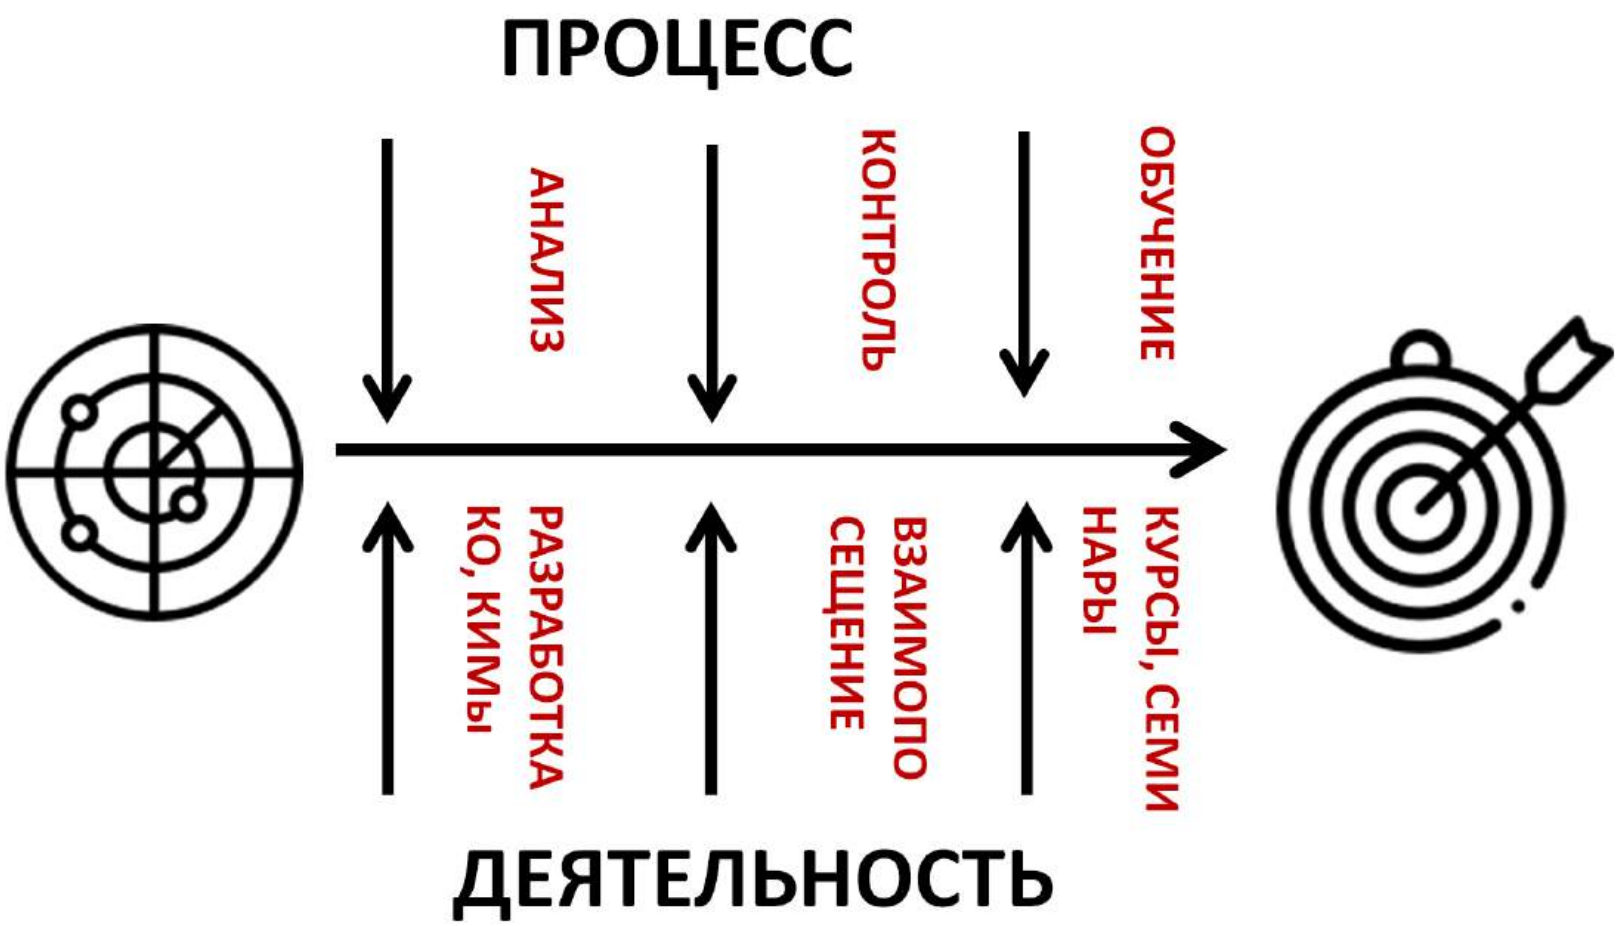 ПРОЦЕСС
АНАЛИЗ
КОНТРОЛЬ
ОБУЧЕНИЕ
РАЗРАБОТКА
КО, КИМы
ВЗАИМОПО
СЕЩЕНИЕ
КУРСЫ, СЕМИ
НАРЫ
ДЕЯТЕЛЬНОСТЬ